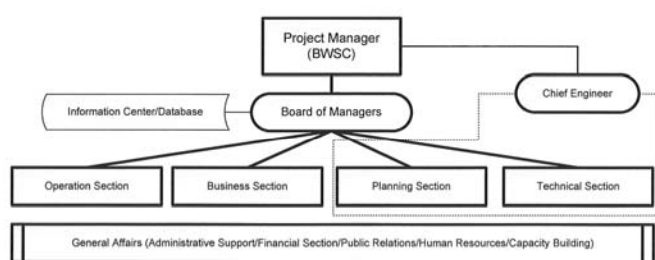 Project Manager
(BWSC)
Chief Engineer
Information Center/Database
Board of Managers
Operation Section
Business Section
Planning Section
Technical Section
General Affairs (Administrative Support/Financial Section/Public Relations/Human Resources/Capacity Building)